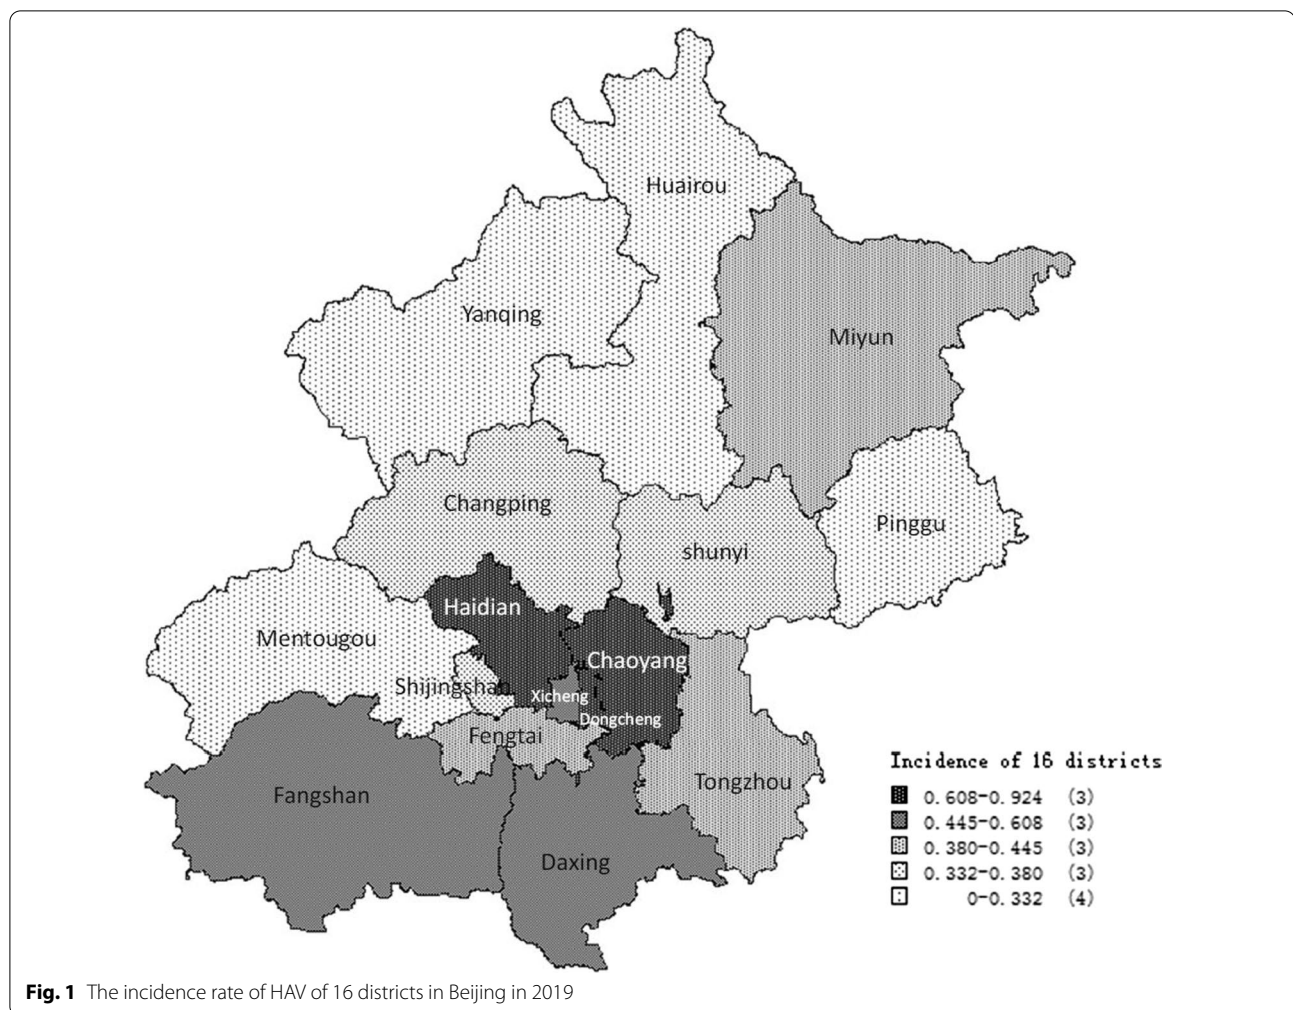 Huairou
Yanqing
Miyun
Changping
Pinggu
shunyi
Haidian
Mentougou
Chaoyang
Shijingshan
Xicheng
Dongcheng
Fengtai
Fangshan
Tongzhou
Daxing
Incidence of 16 districts
0.608-0.924 (3)
0.445-0.608 (3)
0.380-0.445 (3)
0.332-0.380 (3)
0-0.332 (4)
Fig. 1 The incidence rate of HAV of 16 districts in Beijing in 2019